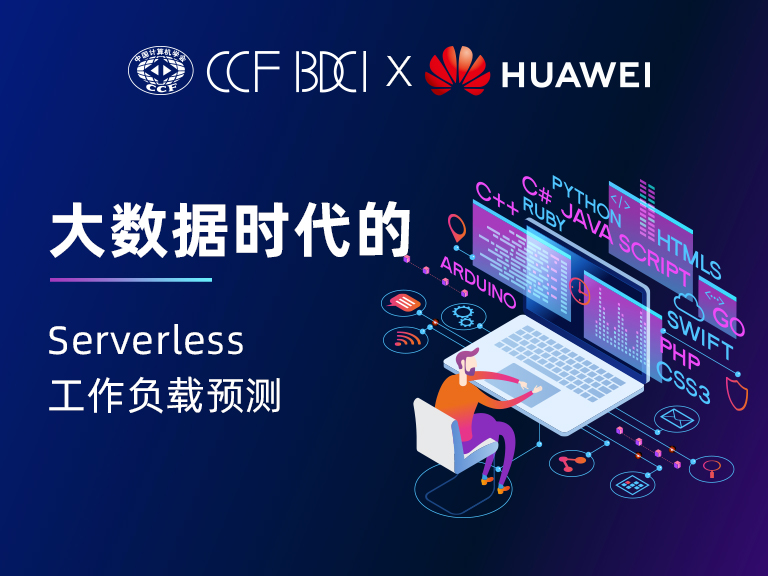 中国计算机学会
CCF
CCF BDCI X HUAWEI
大数据时代的
Serverless
工作负载预测
C++
C#
PYTHON
RUBY
JAVA SCRIPT
</>
HTMLS
ARDUINO
<···>
GO
SWIFT
PHP
CSS3